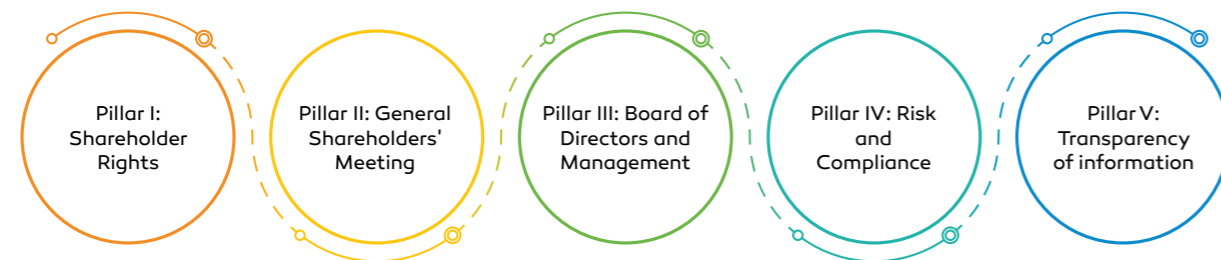 Pillar I:
Shareholder
Rights
Pillar II: General
Shareholders'
Meeting
Pillar III: Board of
Directors and
Management
Pillar IV: Risk
and
Compliance
Pillar V:
Transparency
of information